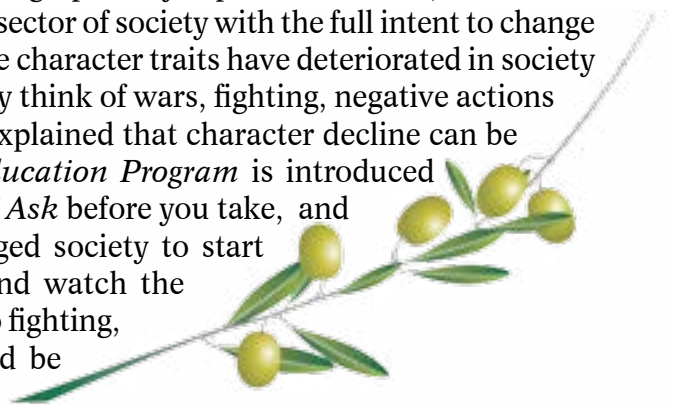 sector of society with the full intent to change
e character traits have deteriorated in society
y think of wars, fighting, negative actions
xplained that character decline can be
ucation Program is introduced
Ask before you take, and
ged society to start
nd watch the
fighting,
d be